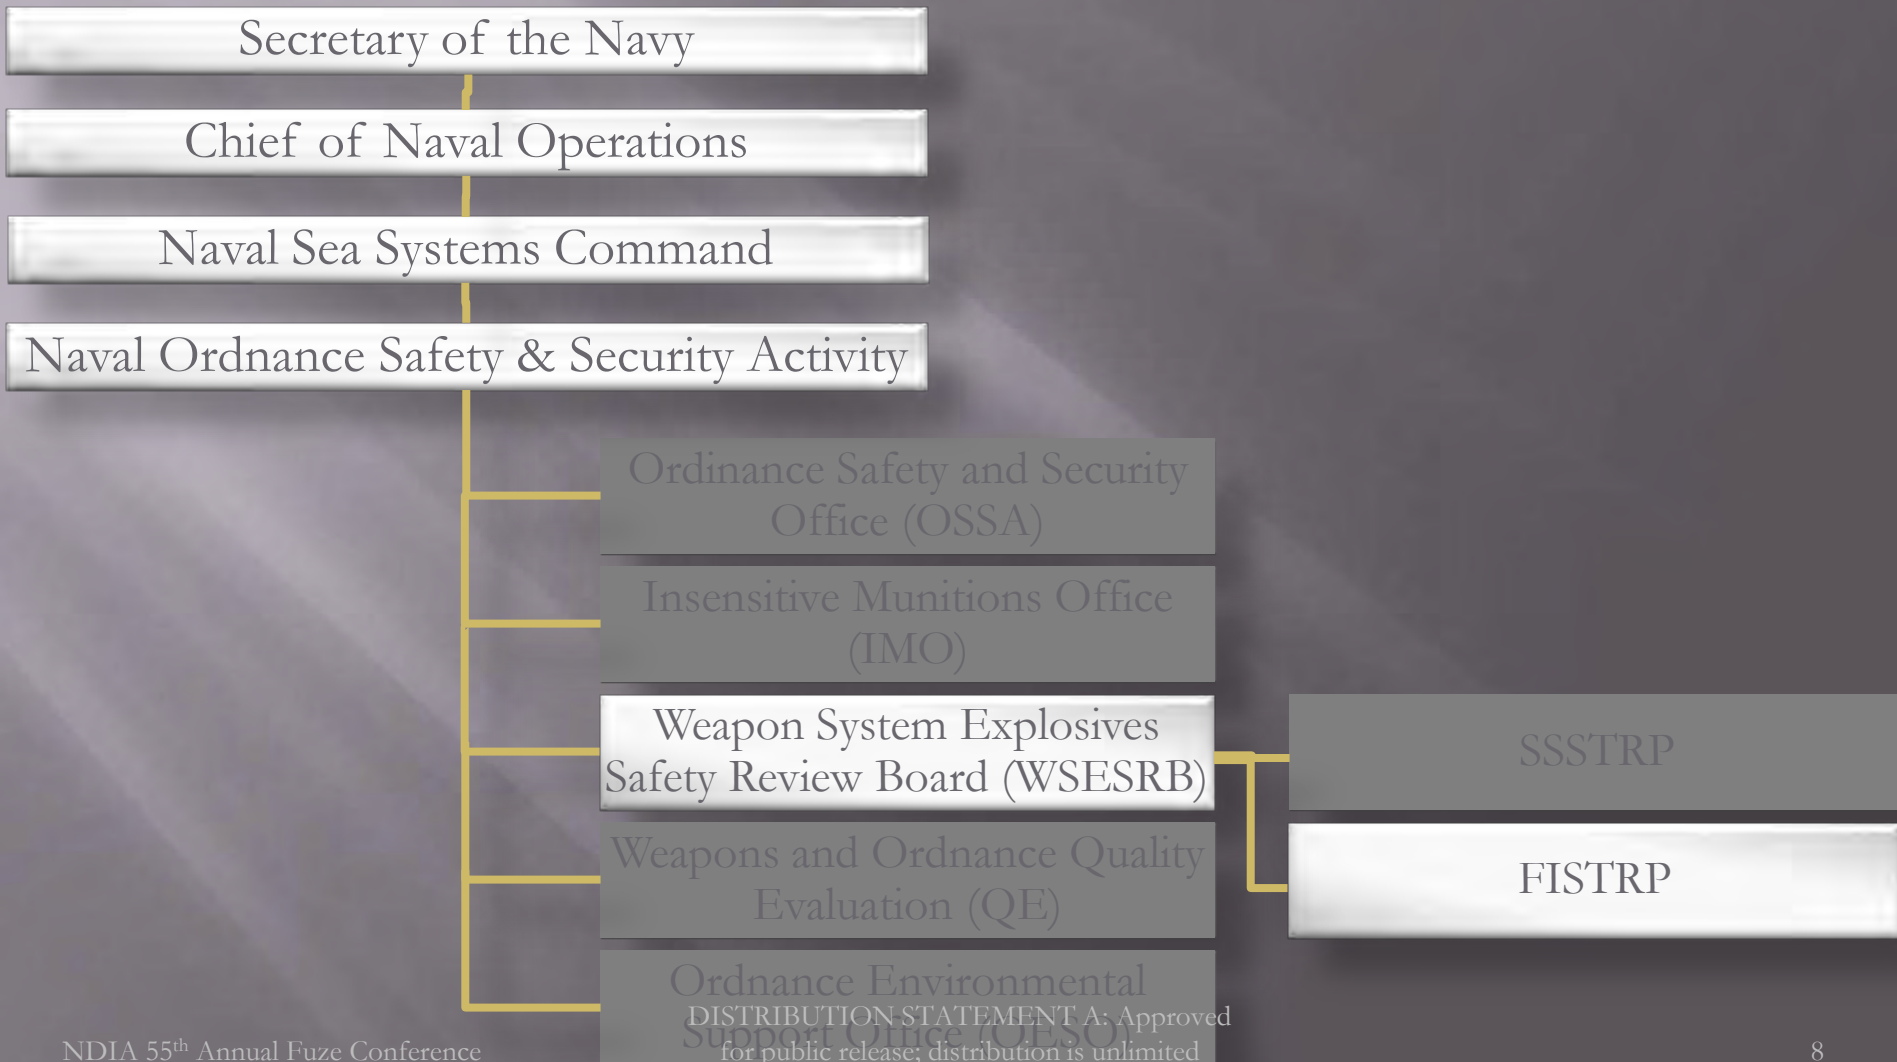 Secretary of the Navy
Chief of Naval Operations
Naval Sea Systems Command
Naval Ordnance Safety & Security Activity
Ordinance Safety and Security
Office (OSSA)
Insensitive Munitions Office
(IMO)
Weapon System Explosives
Safety Review Board (WSESRB)
SSSTRP
FISTRP
Weapons and Ordnance Quality
Evaluation (QE)
Ordnance Environmental
Support Office (OESO)
DISTRIBUTION STATEMENT A: Approved
for public release; distribution is unlimited
NDIA 55th Annual Fuze Conference
8